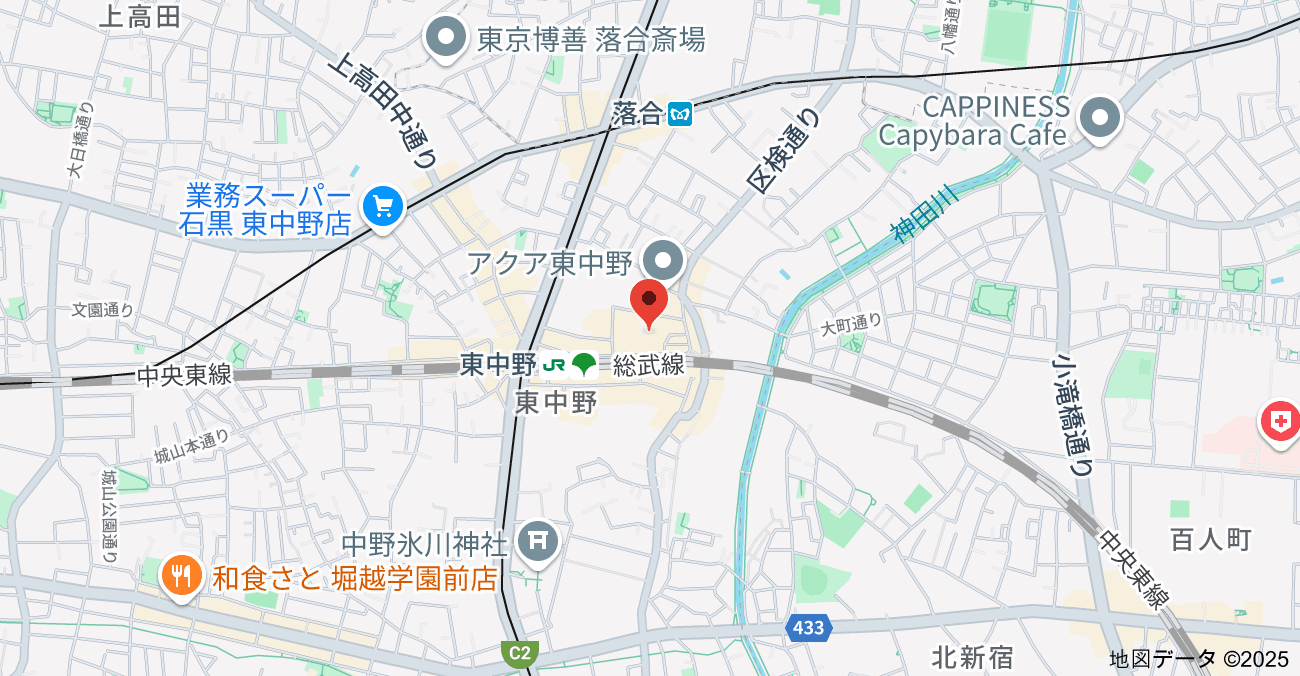 上高田
東京博善 落合斎場
八幡通り
上高田中通り
落合
CAPPINESS
Capybara Cafe
大日橋通り
区検通り
業務スーパー
石黒 東中野店
神田川
アクア東中野
文園通り
大町通り
東中野
JR
総武線
中央東線
東中野
小滝橋通り
城山本通り
城山公園通り
百人町
中野氷川神社
中央東線
和食さと 堀越学園前店
433
C2
北新宿
地図データ ©2025